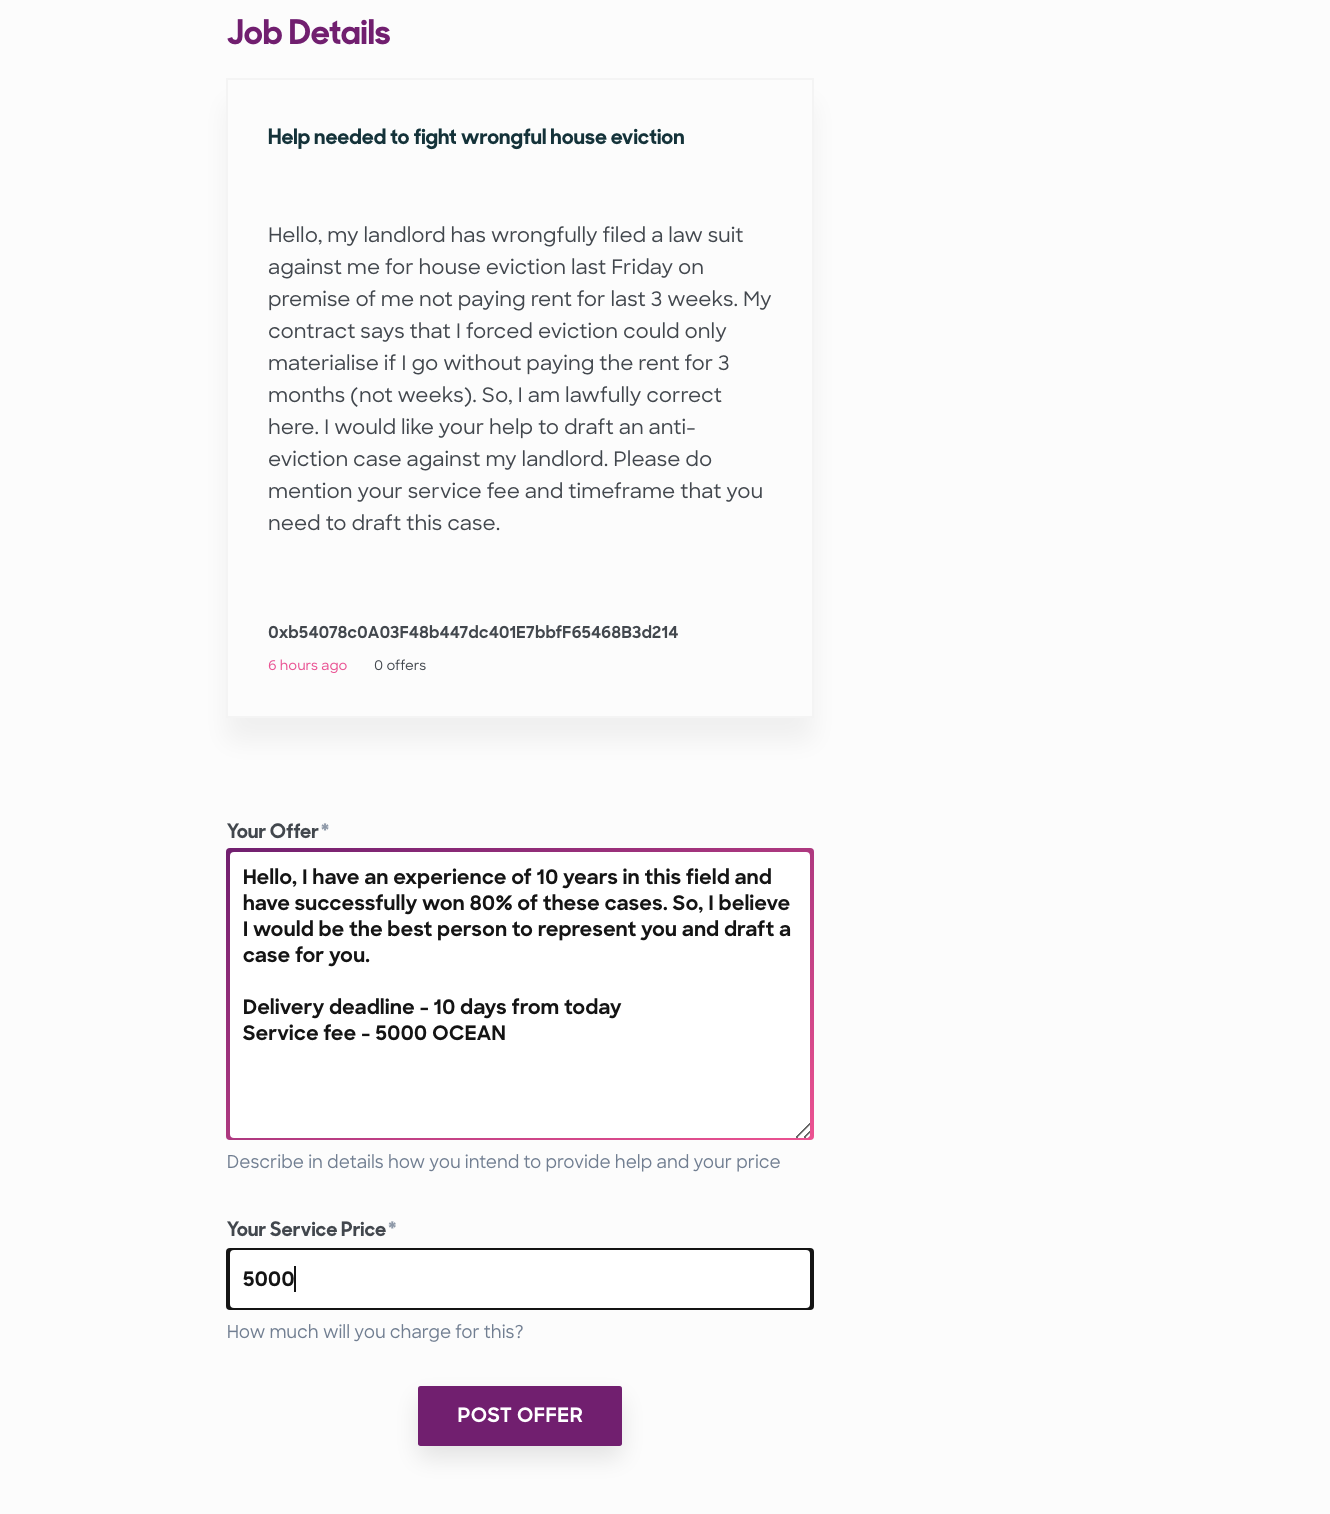 Job Details
Help needed to fight wrongful house eviction
Hello, my landlord has wrongfully filed a law suit
against me for house eviction last Friday on
premise of me not paying rent for last 3 weeks. My
contract says that I forced eviction could only
materialise if I go without paying the rent for 3
months (not weeks). So, I am lawfully correct
here. I would like your help to draft an anti-
eviction case against my landlord. Please do
mention your service fee and timeframe that you
need to draft this case.
0xb54078c0A03F48b447dc401E7bbfF65468B3d214
6 hours ago 0 offers
Your Offer *
Hello, I have an experience of 10 years in this field and
have successfully won 80% of these cases. So, I believe
I would be the best person to represent you and draft a
case for you.
Delivery deadline - 10 days from today
Service fee - 5000 OCEAN
Describe in details how you intend to provide help and your price
Your Service Price *
5000
How much will you charge for this?
POST OFFER